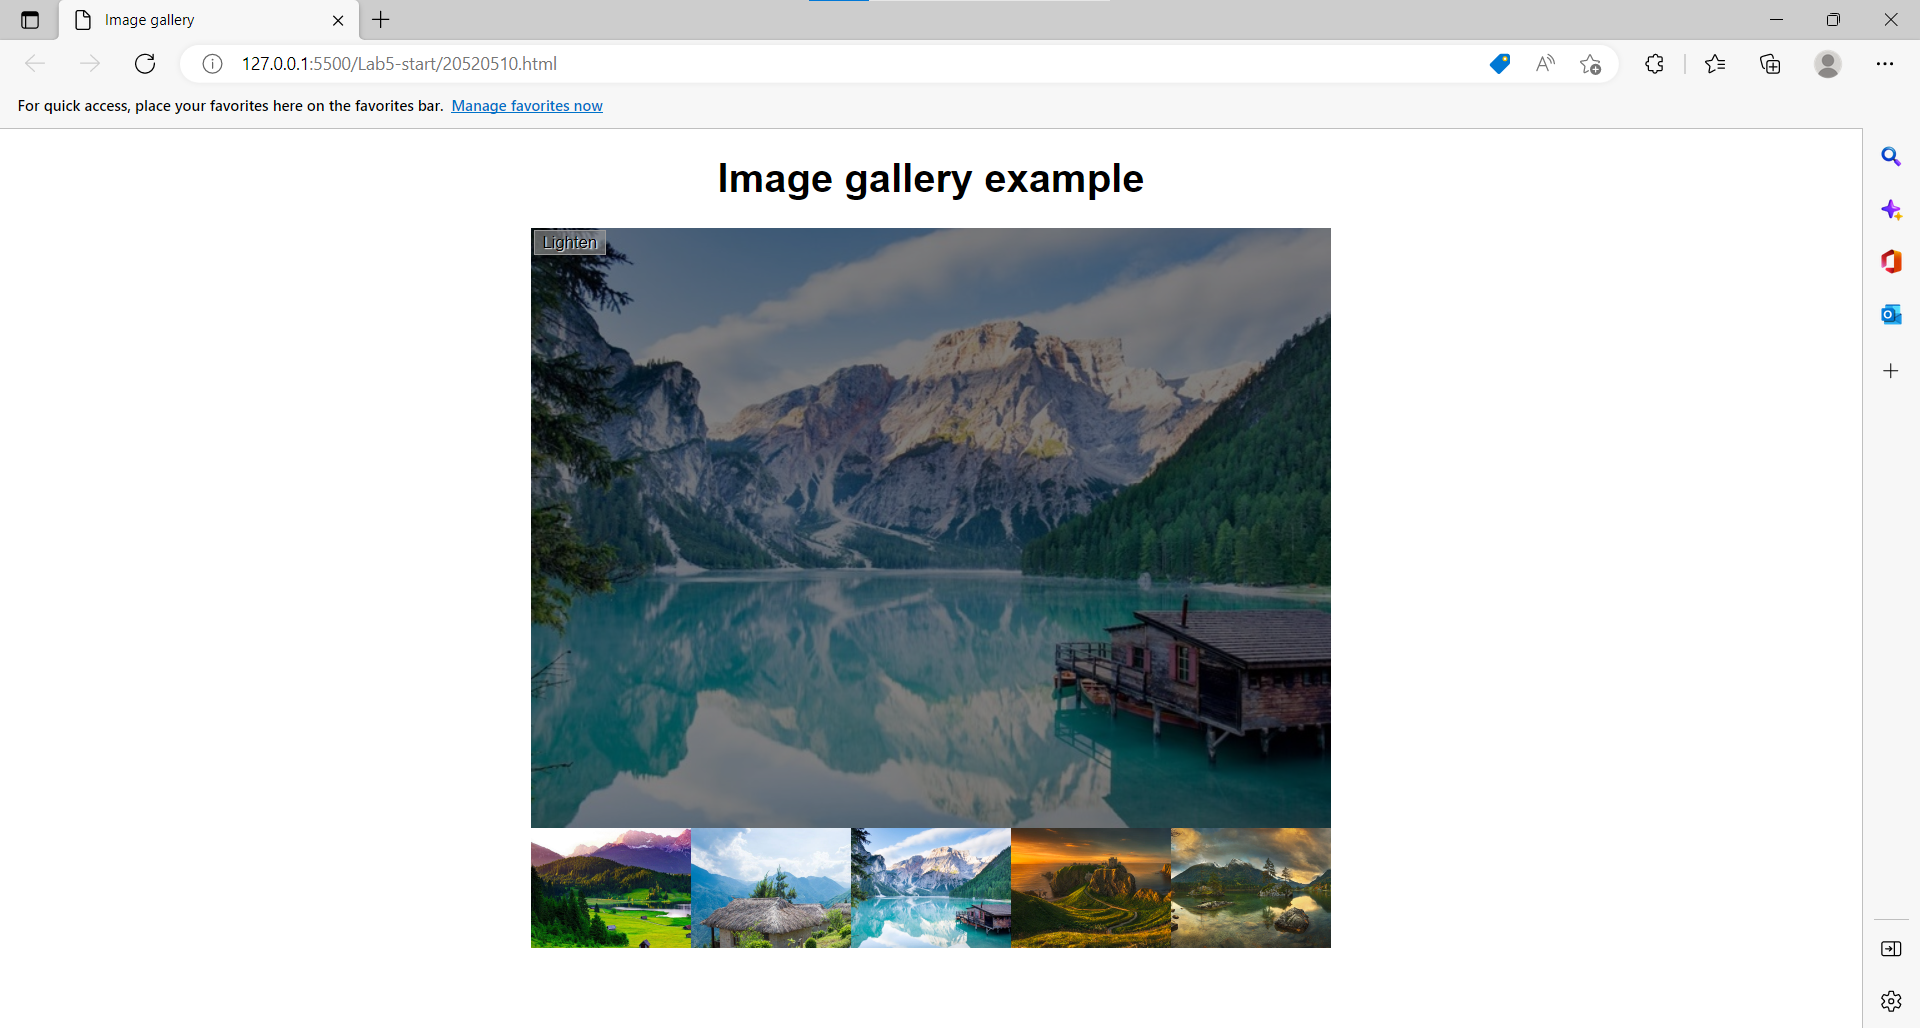 Image gallery
127.0.0.1:5500/Lab5-start/20520510.html
For quick access, place your favorites here on the favorites bar. Manage favorites now
Image gallery example
Lighten